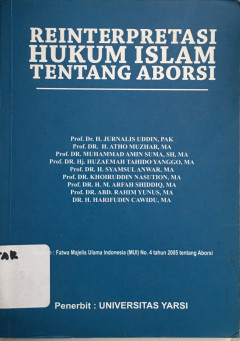 REINTERPRETASI
HUKUM ISLAM
TENTANG ABORSI
Prof. Dr. H. JURNALIS UDDIN, PAK
Prof. DR. H. ATHO MUZHAR, MA
Prof. DR. MUHAMMAD AMIN SUMA, SH, MA
Prof. DR. Hj. HUZAEMAH TAHIDO YANGGO, MA
Prof. DR. H. SYAMSUL ANWAR, MA
Prof. DR. KHOIRUDDIN NASUTION, MA
Prof. DR. H. M. ARFAH SHIDDIQ, MA
Prof. DR. ABD. RAHIM YUNUS, MA
DR. H. HARIFUDIN CAWIDU, MA
: Fatwa Majelis Ulama Indonesia (MUI) No. 4 tahun 2005 tentang Aborsi
Penerbit : UNIVERSITAS YARSI